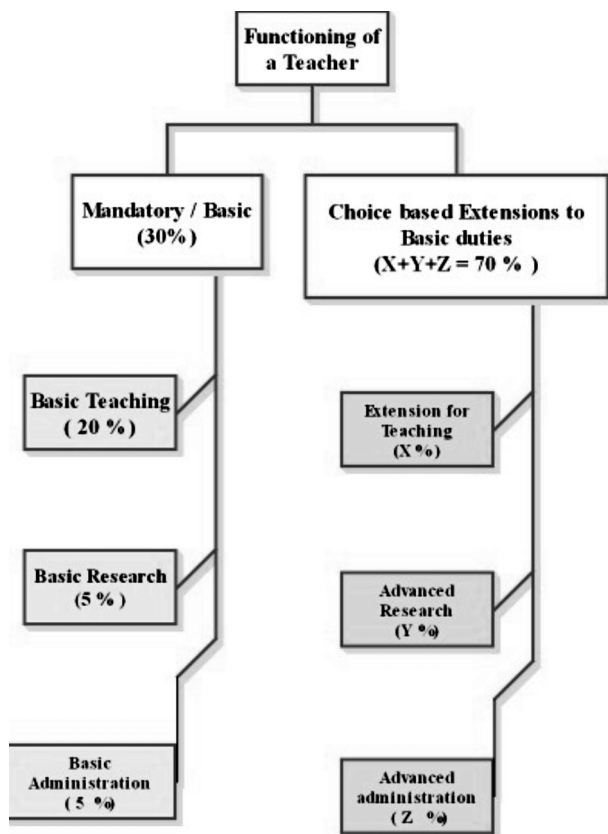 Functioning of
a Teacher
Mandatory / Basic
(30%)
Choice based Extensions to
Basic duties
(X+Y+Z = 70 % )
Basic Teaching
( 20 %)
Extension for
Teaching
(X %)
Basic Research
(5 % )
Advanced
Research
(Y %)
Basic
Administration
( 5 %)
Advanced
administration
( Z %)